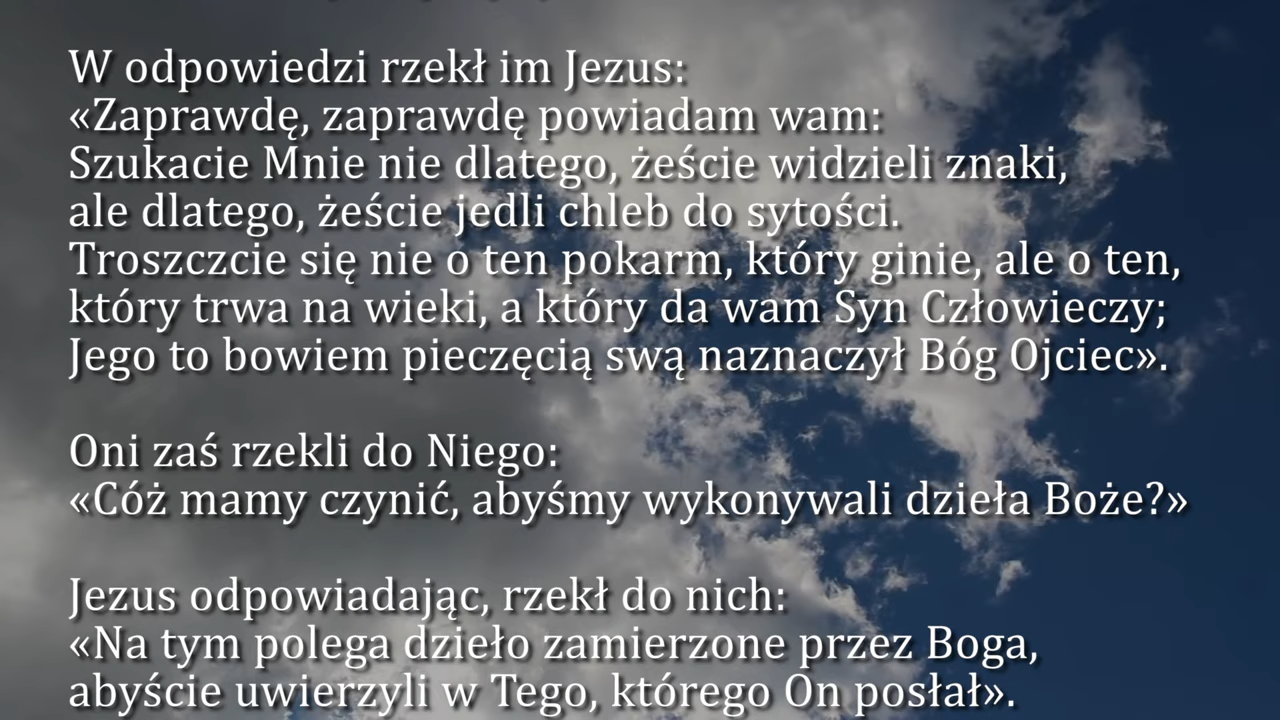 W odpowiedzi rzekł im Jezus:
«Zaprawdę, zaprawdę powiadam wam:
Szukacie Mnie nie dlatego, żeście widzieli znaki,
ale dlatego, żeście jedli chleb do sytości.
Troszczcie się nie o ten pokarm, który ginie, ale o ten,
który trwa na wieki, a który da wam Syn Człowieczy;
Jego to bowiem pieczęcią swą naznaczył Bóg Ojciec».
Oni zaś rzekli do Niego:
«Cóż mamy czynić, abyśmy wykonywali dzieła Boże?»
Jezus odpowiadając, rzekł do nich:
«Na tym polega dzieło zamierzone przez Boga,
abyście uwierzyli w Tego, którego On posłał».